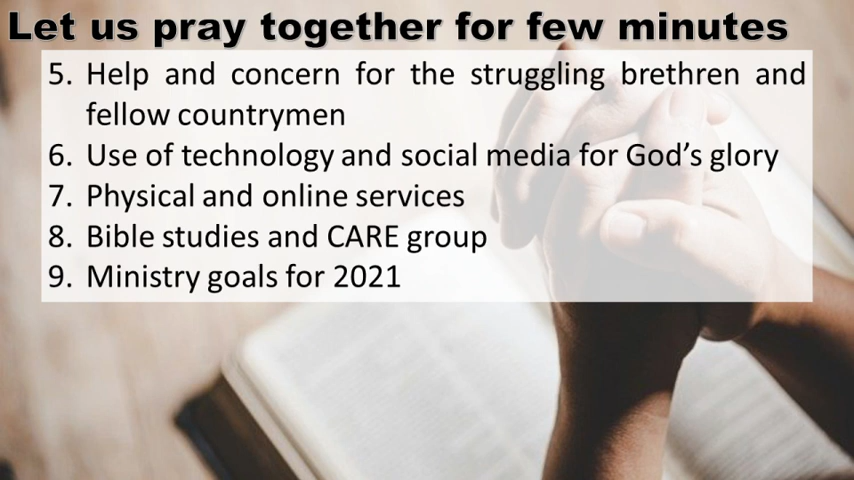 Let us pray together for few minutes
5. Help and concern for the struggling brethren and
fellow countrymen
6. Use of technology and social media for God’s glory
7. Physical and online services
8. Bible studies and CARE group
9. Ministry goals for 2021